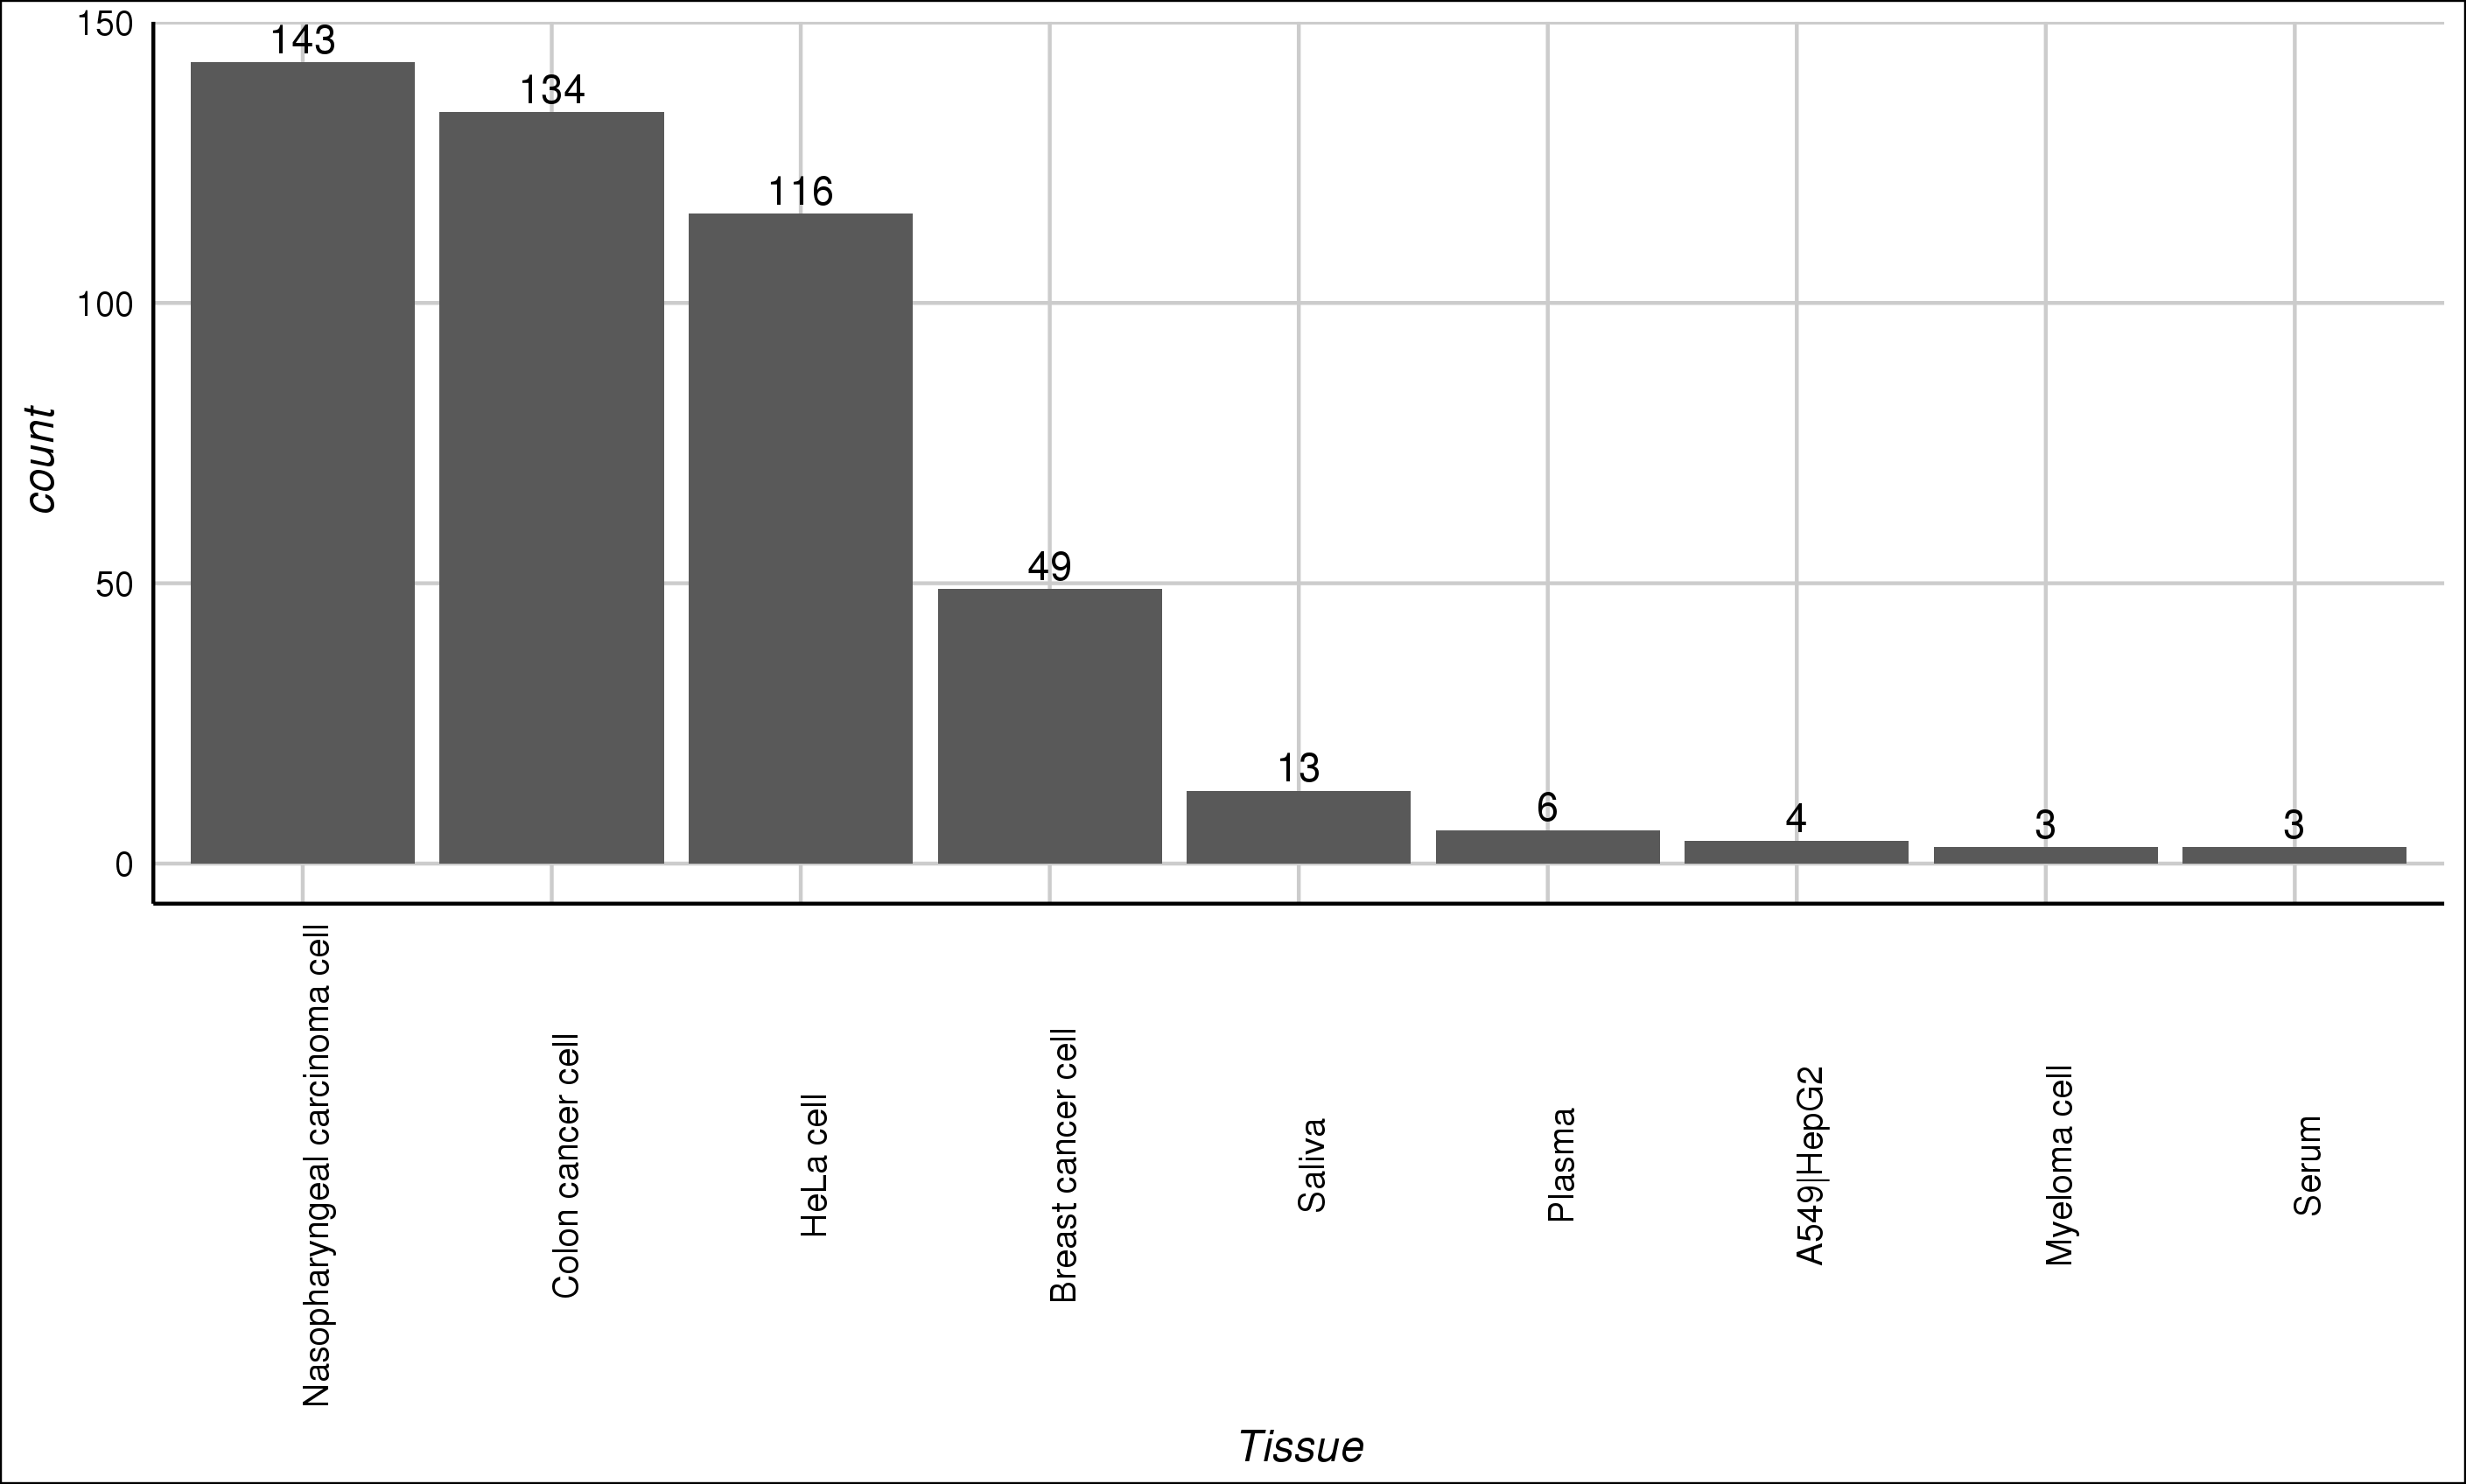 150
100
50
0
count
143
134
116
49
13
6
4
3
3
Nasopharyngeal carcinoma cell
Colon cancer cell
HeLa cell
Breast cancer cell
Saliva
Plasma
A549|HepG2
Myeloma cell
Serum
Tissue